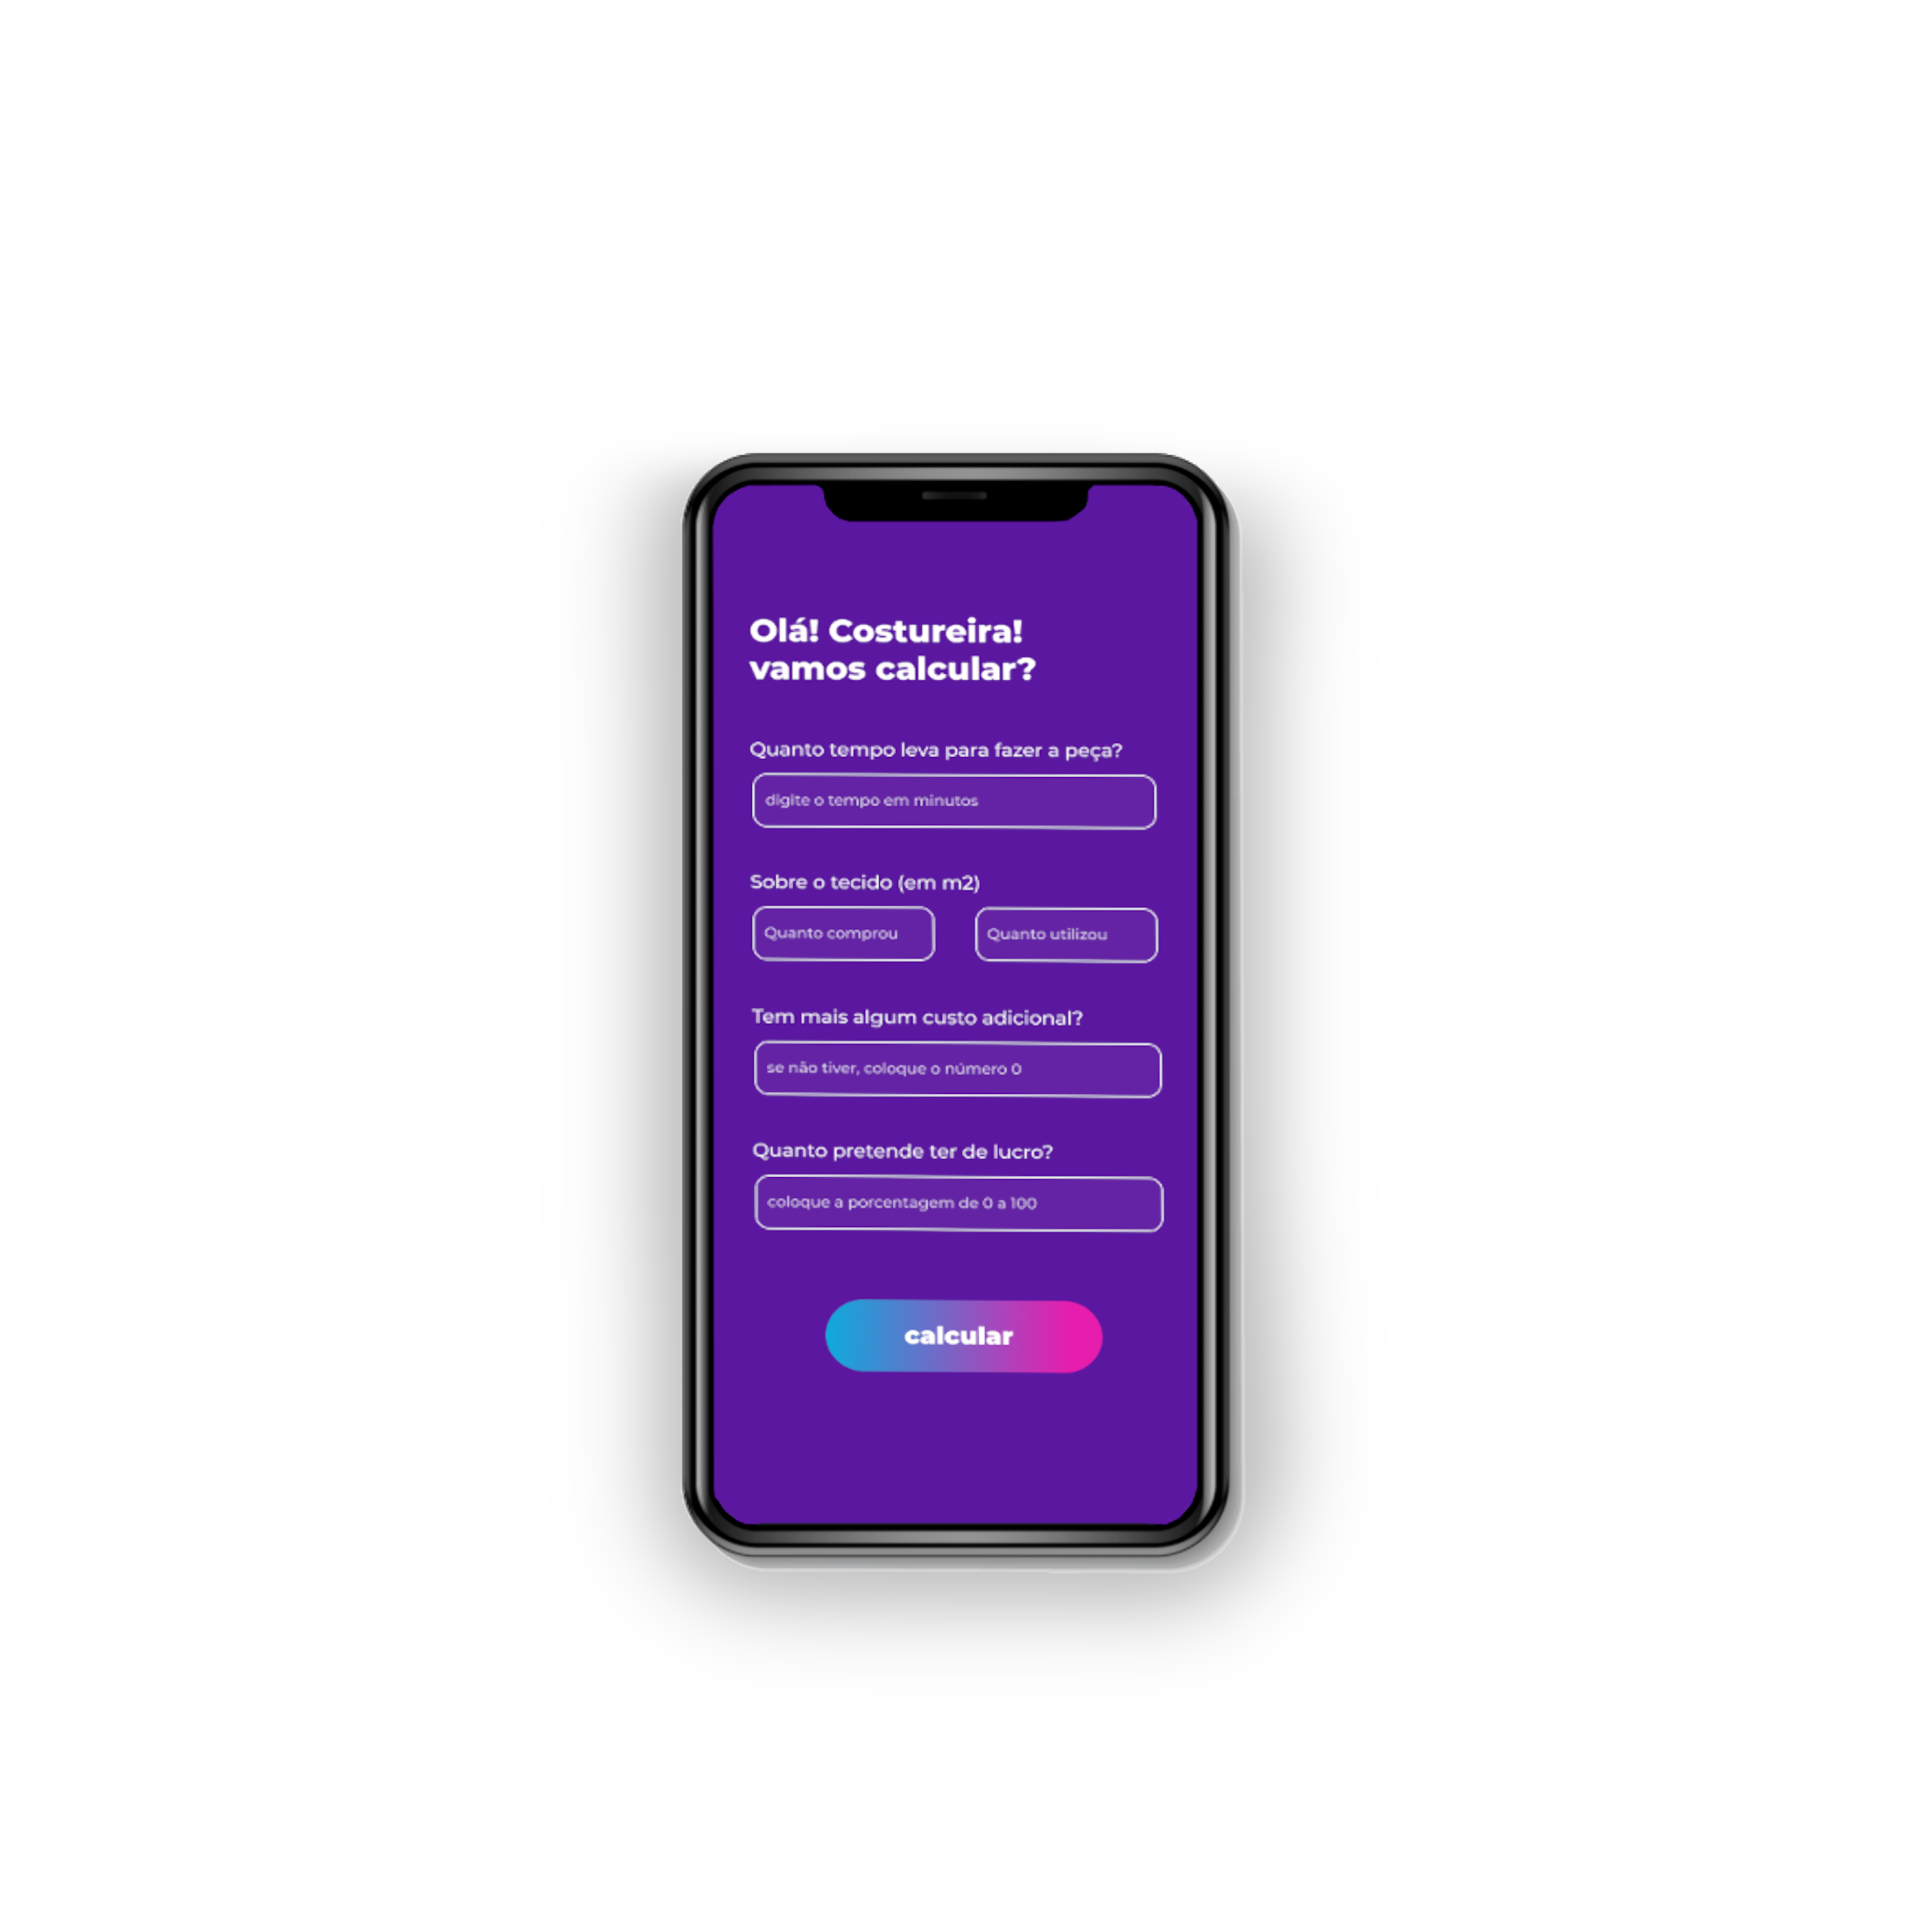 Olá! Costureira!
vamos calcular?
Quanto tempo leva para fazer a peça?
digite o tempo em minutos
Sobre o tecido (em m2)
Quanto comprou
Quanto utilizou
Tem mais algum custo adicional?
se não tiver, coloque o número 0
Quanto pretende ter de lucro?
coloque a porcentagem de 0 a 100
calcular